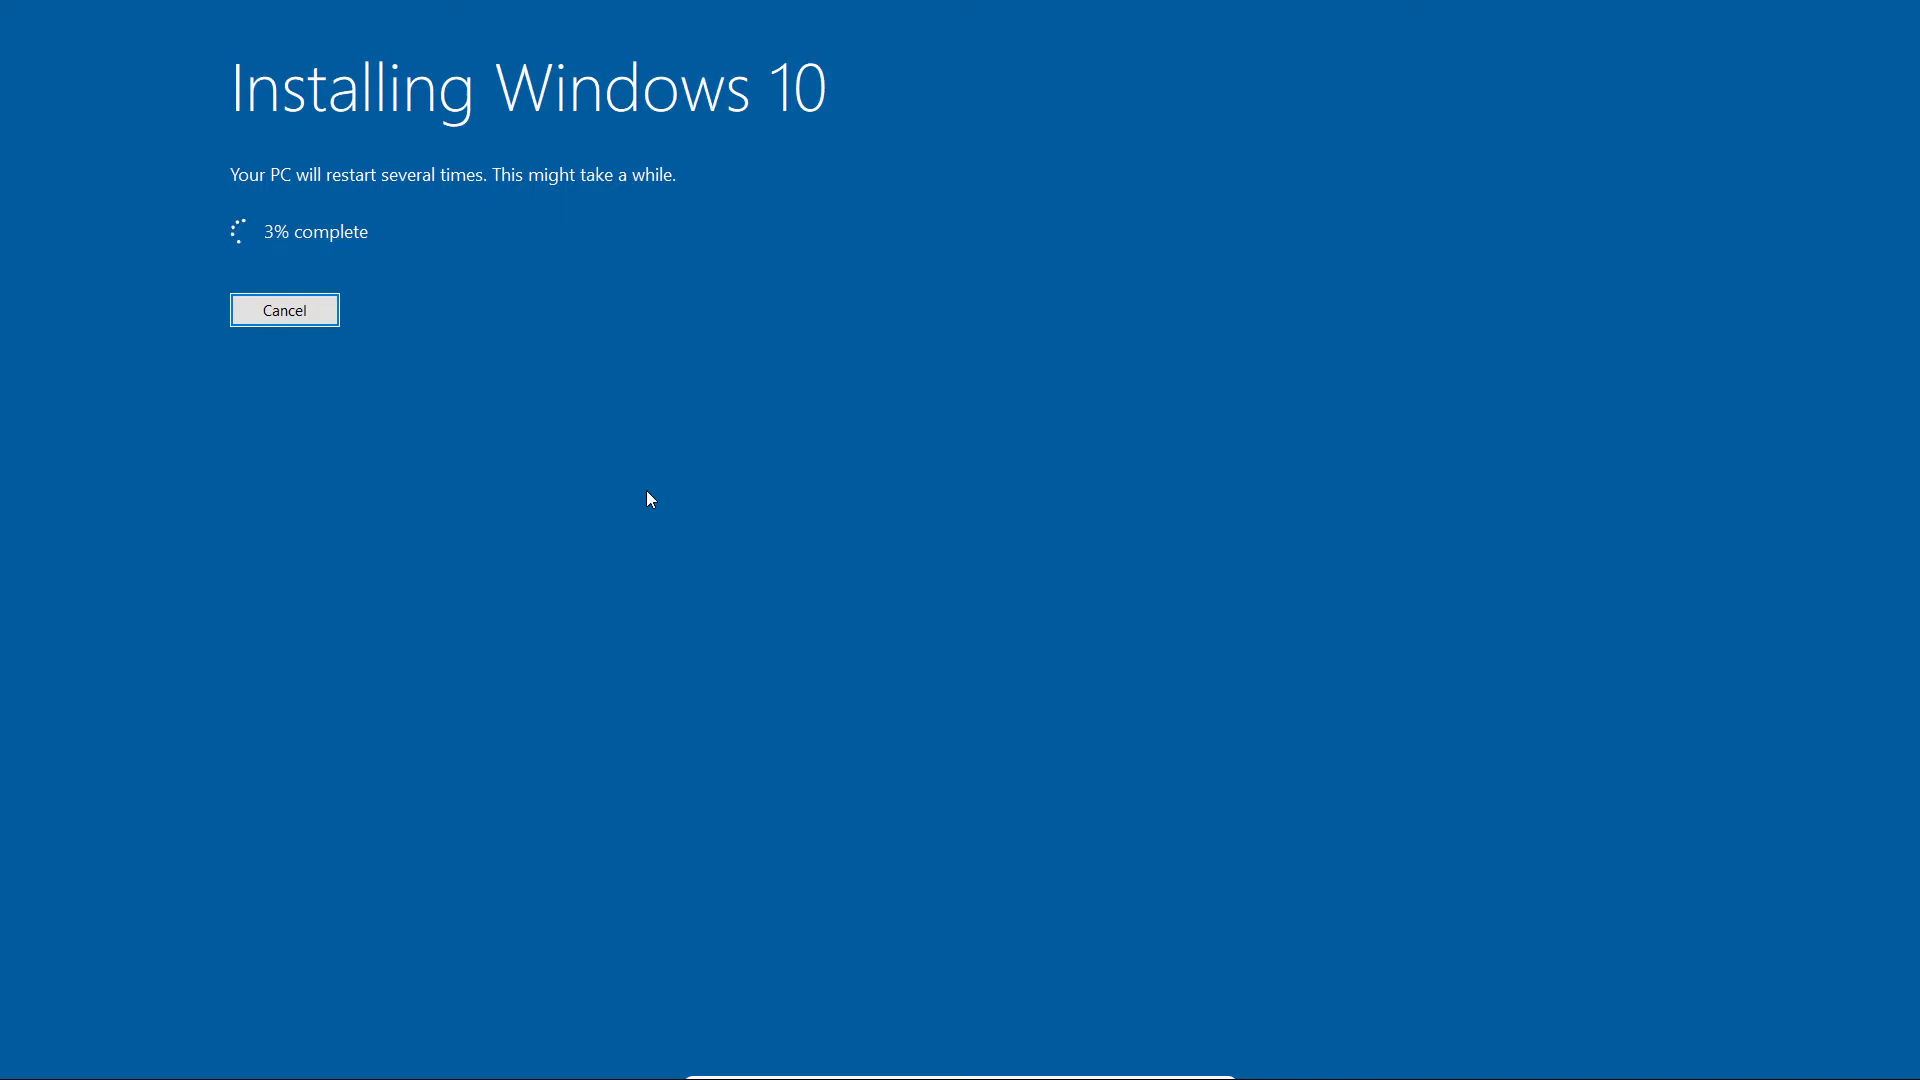 Installing Windows 10
Your PC will restart several times. This might take a while.
3% complete
Cancel